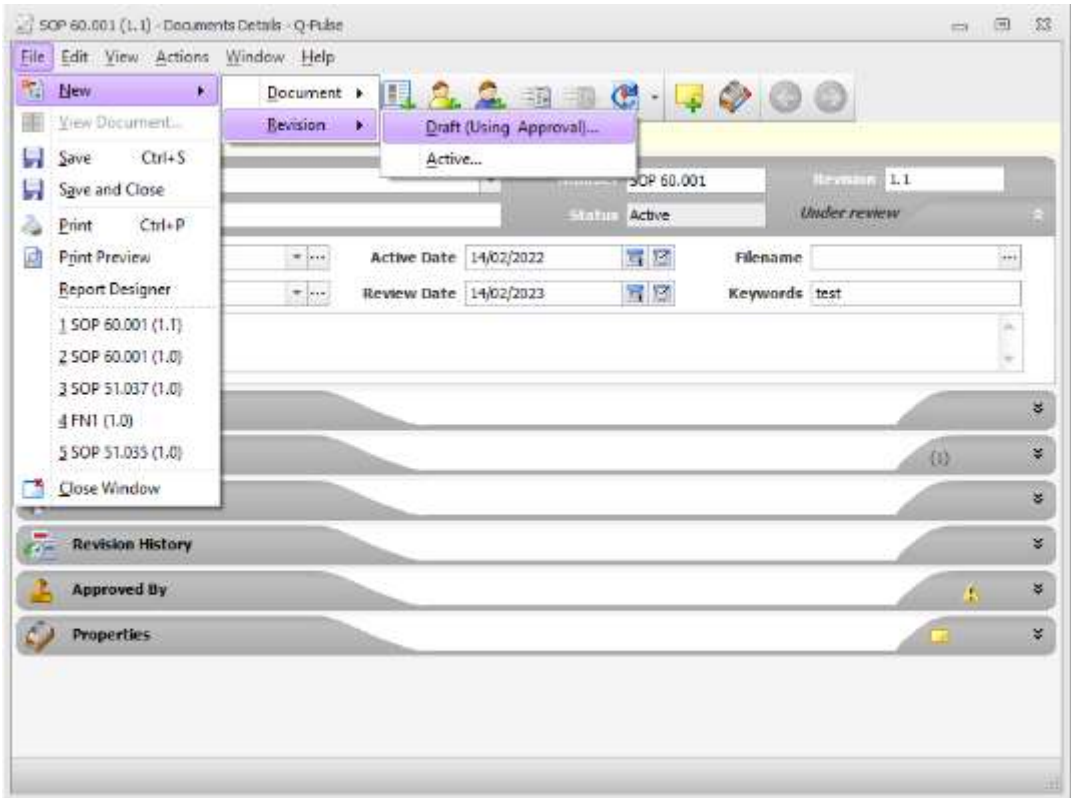 SOP 60.001 (1.1) - Documents Details - Q-Pulse
File Edit View Actions Window Help
New
Document
Revision
Draft (Using Approval)...
Active...
View Document...
Save Ctrl+S
Save and Close
Print Ctrl+P
Print Preview
Report Designer
1 SOP 60.001 (1.1)
2 SOP 60.001 (1.0)
3 SOP 51.037 (1.0)
4 FN1 (1.0)
5 SOP 51.035 (1.0)
Close Window
SOP 60.001 Revision 1.1
Status Active Under review
Active Date 14/02/2022 Filename
Review Date 14/02/2023 Keywords test
(1)
Revision History
Approved By
Properties